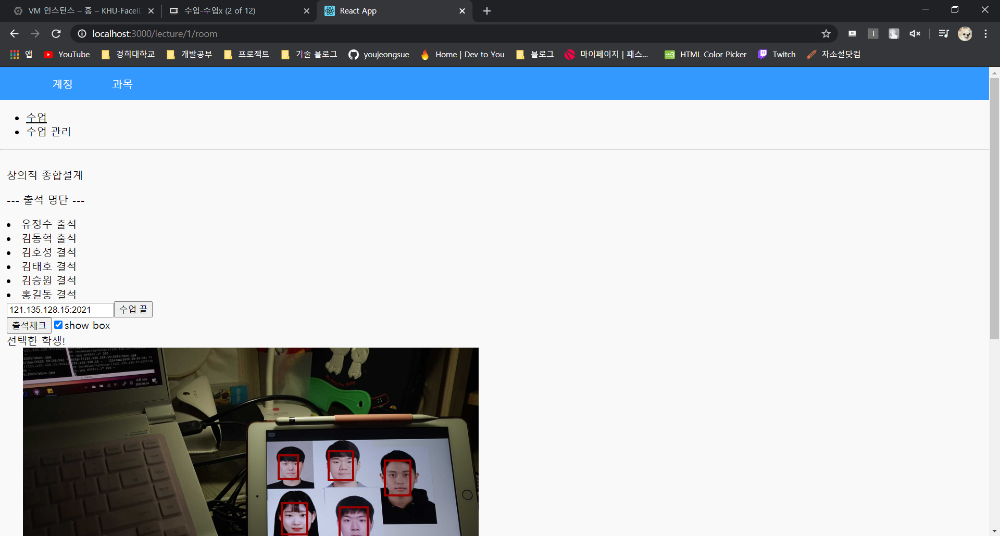 VM 인스턴스 – 홈 – KHU-FaceID
수업-수업x (2 of 12)
React App
localhost:3000/lecture/1/room
앱
YouTube
경희대학교
개발공부
프로젝트
기술 블로그
youjeongsue
Home | Dev to You
블로그
마이페이지 | 패스...
HTML Color Picker
Twitch
자소설닷컴
계정
과목
수업
수업 관리
창의적 종합설계
--- 출석 명단 ---
유정수 출석
김동혁 출석
김호성 결석
김태호 결석
김승원 결석
홍길동 결석
121.135.128.15:2021
수업 끝
출석체크
show box
선택한 학생!